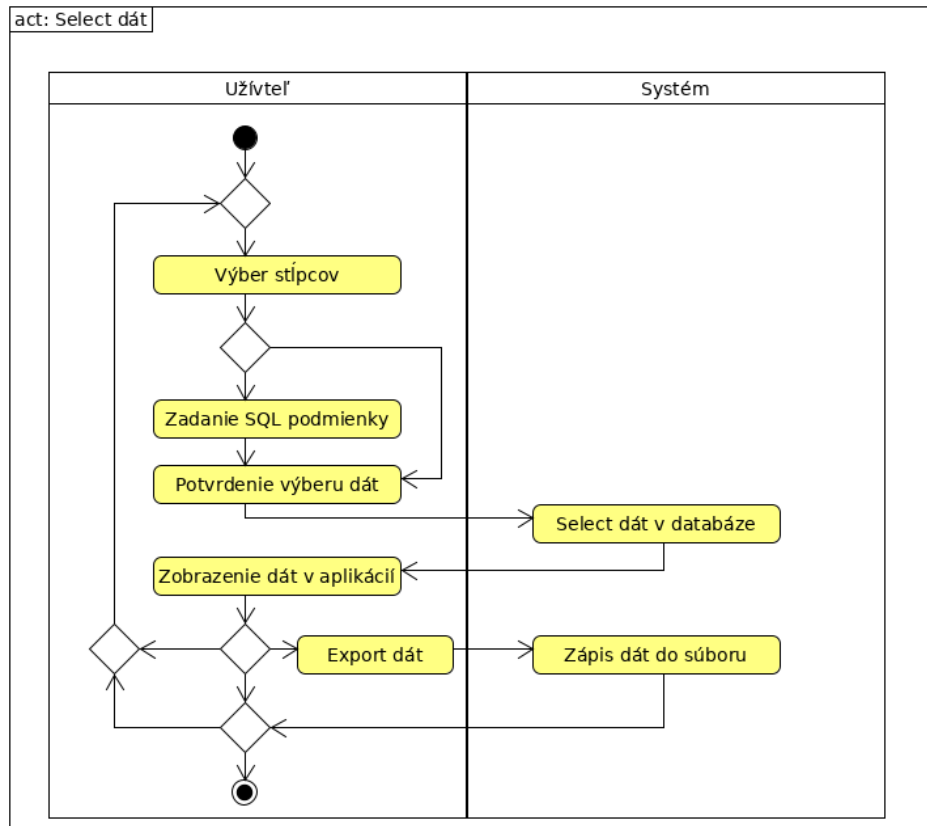 act: Select dát
Užívteľ
Systém
Výber stĺpcov
Zadanie SQL podmienky
Potvrdenie výberu dát
Select dát v databáze
Zobrazenie dát v aplikácií
Export dát
Zápis dát do súboru